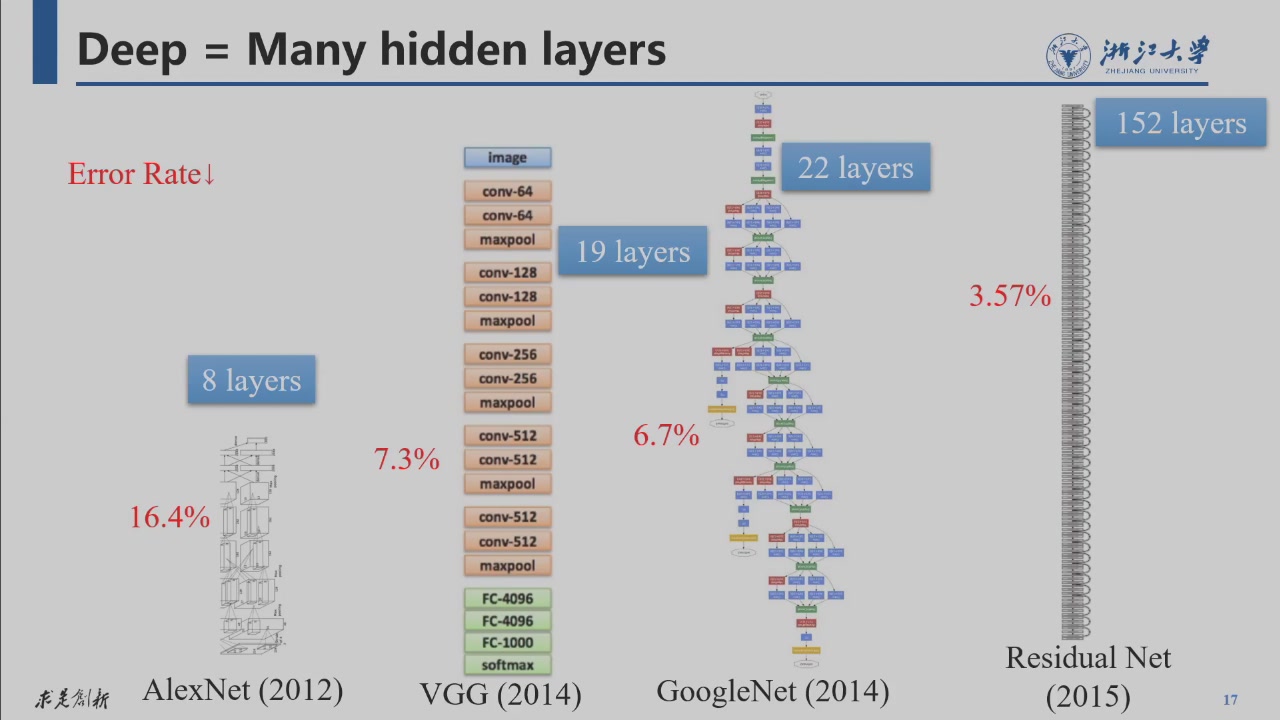 Deep = Many hidden layers
浙江大学
ZHEJIANG UNIVERSITY
Error Rate↓
8 layers
16.4%
AlexNet (2012)
image
conv-64
conv-64
maxpool
conv-128
conv-128
maxpool
conv-256
conv-256
maxpool
conv-512
conv-512
maxpool
conv-512
conv-512
maxpool
FC-4096
FC-4096
FC-1000
softmax
19 layers
7.3%
VGG (2014)
22 layers
6.7%
GoogleNet (2014)
152 layers
3.57%
Residual Net
(2015)
求是创新
17